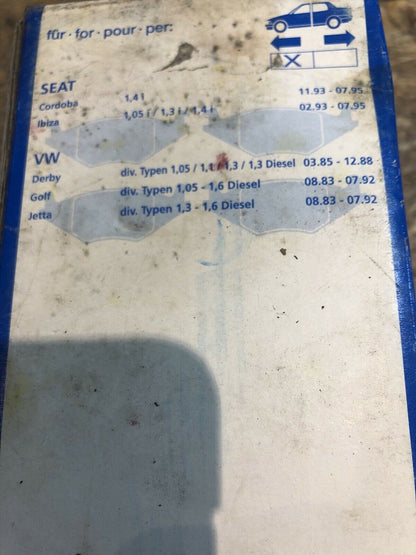 für · for · pour · per:
X
SEAT
Cordoba 1,4 i 11.93 - 07.95
Ibiza 1,05 i / 1,3 i / 1,4 i 02.93 - 07.95
VW
Derby div. Typen 1,05 / 1,1 / 1,3 / 1,3 Diesel 03.85 - 12.88
Golf div. Typen 1,05 - 1,6 Diesel 08.83 - 07.92
Jetta div. Typen 1,3 - 1,6 Diesel 08.83 - 07.92